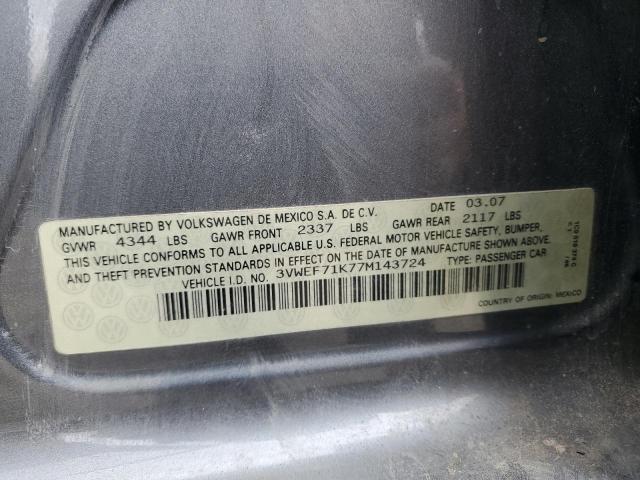 MANUFACTURED BY VOLKSWAGEN DE MEXICO S.A. DE C.V. DATE 03.07
GVWR 4344 LBS GAWR FRONT 2337 LBS GAWR REAR 2117 LBS
THIS VEHICLE CONFORMS TO ALL APPLICABLE U.S. FEDERAL MOTOR VEHICLE SAFETY, BUMPER,
AND THEFT PREVENTION STANDARDS IN EFFECT ON THE DATE OF MANUFACTURE SHOWN ABOVE.
VEHICLE I.D. NO. 3VWEF71K77M143724 TYPE: PASSENGER CAR
COUNTRY OF ORIGIN: MEXICO